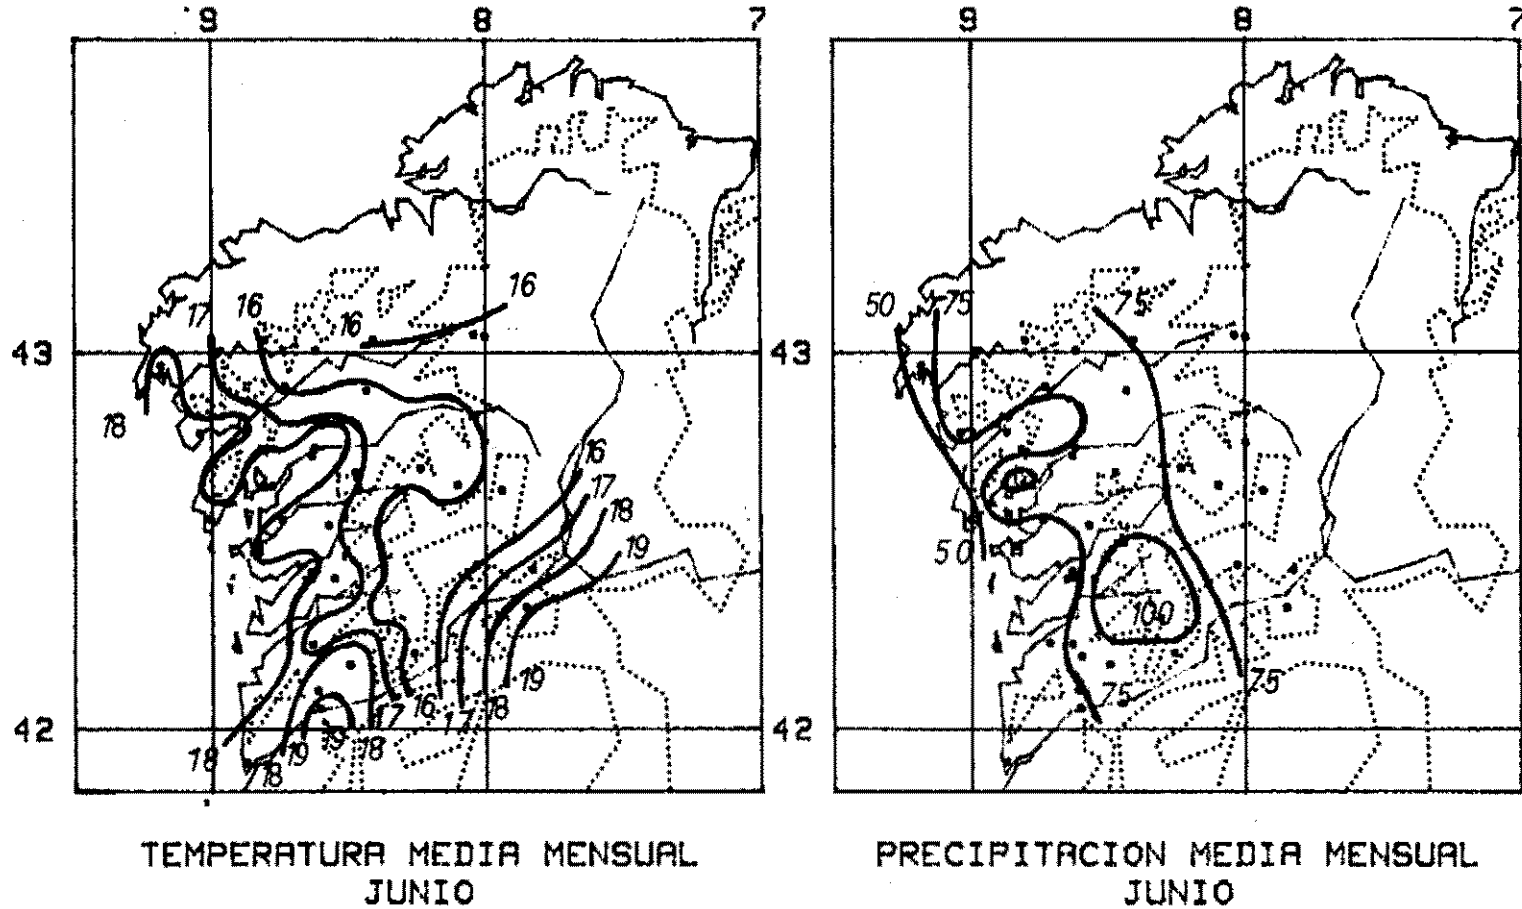 9 8 7 9 8 7
16
17 16 16 50 75 75
43 43
18
16
17
18
19 50
100
19 75
16 18 75
17 17
42 42
18 19 19 18
18
TEMPERATURA MEDIA MENSUAL
JUNIO
PRECIPITACION MEDIA MENSUAL
JUNIO